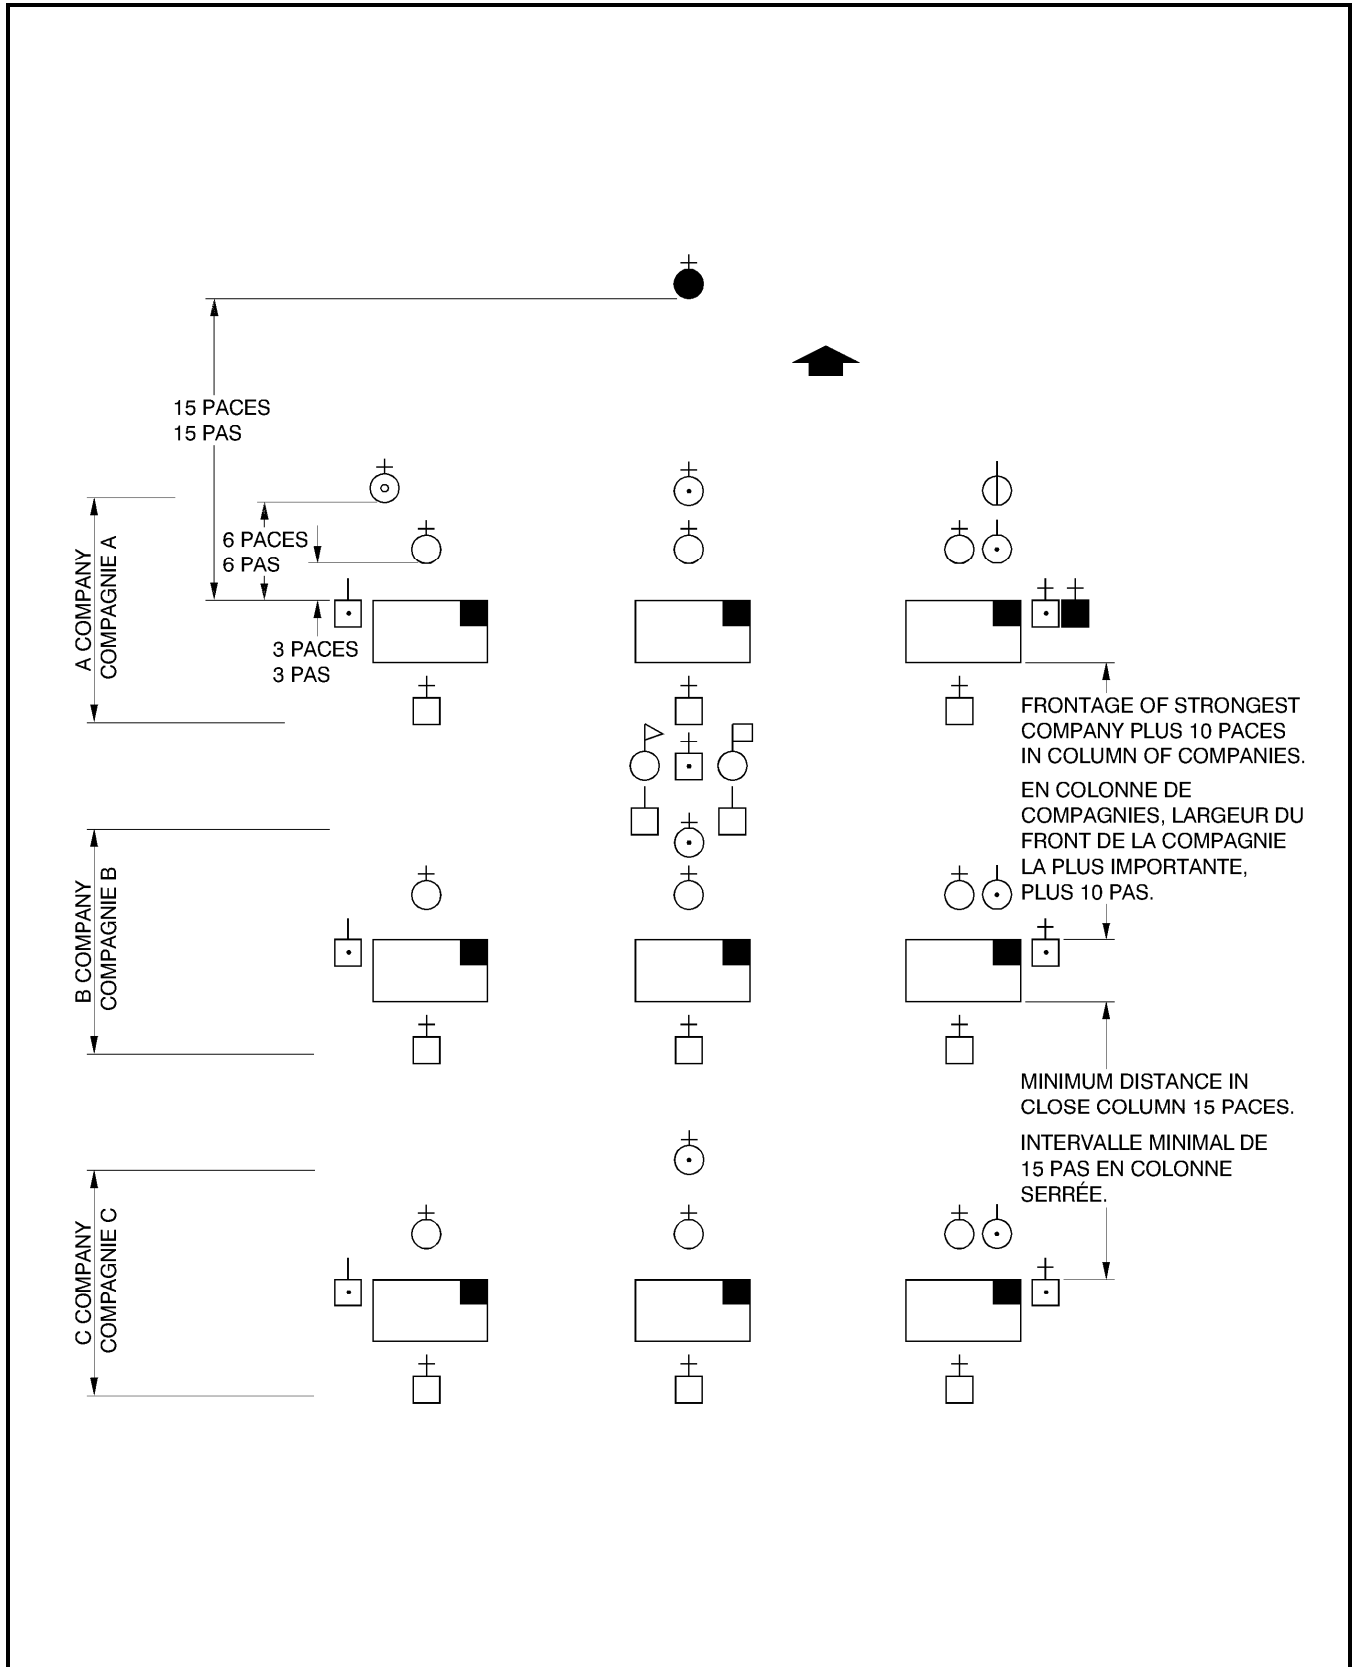 15 PACES
15 PAS
6 PACES
6 PAS
A COMPANY
COMPAGNIE A
3 PACES
3 PAS
FRONTAGE OF STRONGEST
COMPANY PLUS 10 PACES
IN COLUMN OF COMPANIES.
EN COLONNE DE
COMPAGNIES, LARGEUR DU
FRONT DE LA COMPAGNIE
LA PLUS IMPORTANTE,
PLUS 10 PAS.
B COMPANY
COMPAGNIE B
MINIMUM DISTANCE IN
CLOSE COLUMN 15 PACES.
INTERVALLE MINIMAL DE
15 PAS EN COLONNE
SERRÉE.
C COMPANY
COMPAGNIE C